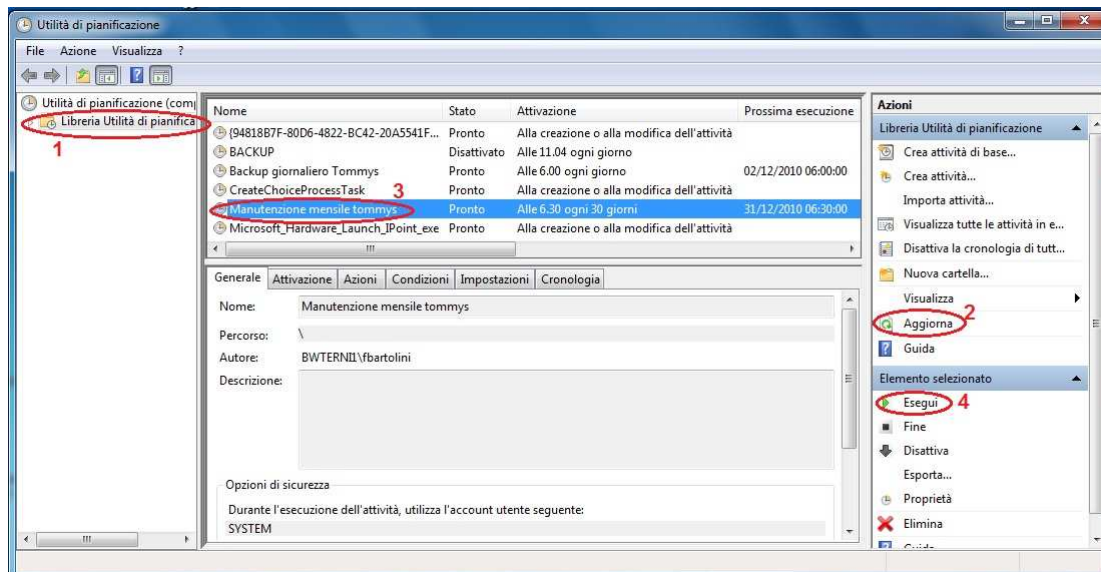 Utilità di pianificazione
File Azione Visualizza ?
Utilità di pianificazione (com
Libreria Utilità di pianifica
1
Nome Stato Attivazione Prossima esecuzione
{94818B7F-80D6-4822-BC42-20A5541F... Pronto Alla creazione o alla modifica dell'attività
BACKUP Disattivato Alle 11.04 ogni giorno
Backup giornaliero Tommys Pronto Alle 6.00 ogni giorno 02/12/2010 06:00:00
CreateChoiceProcessTask Pronto Alla creazione o alla modifica dell'attività
3
Manutenzione mensile tommys Pronto Alle 6.30 ogni 30 giorni 31/12/2010 06:30:00
Microsoft_Hardware_Launch_IPoint_exe Pronto Alla creazione o alla modifica dell'attività
Generale Attivazione Azioni Condizioni Impostazioni Cronologia
Nome: Manutenzione mensile tommys
Percorso: \
Autore: BWTERNI1\fbartolini
Descrizione:
Opzioni di sicurezza
Durante l'esecuzione dell'attività, utilizza l'account utente seguente:
SYSTEM
Azioni
Libreria Utilità di pianificazione
Crea attività di base...
Crea attività...
Importa attività...
Visualizza tutte le attività in e...
Disattiva la cronologia di tutt...
Nuova cartella...
Visualizza
2
Aggiorna
Guida
Elemento selezionato
Esegui 4
Fine
Disattiva
Esporta...
Proprietà
Elimina